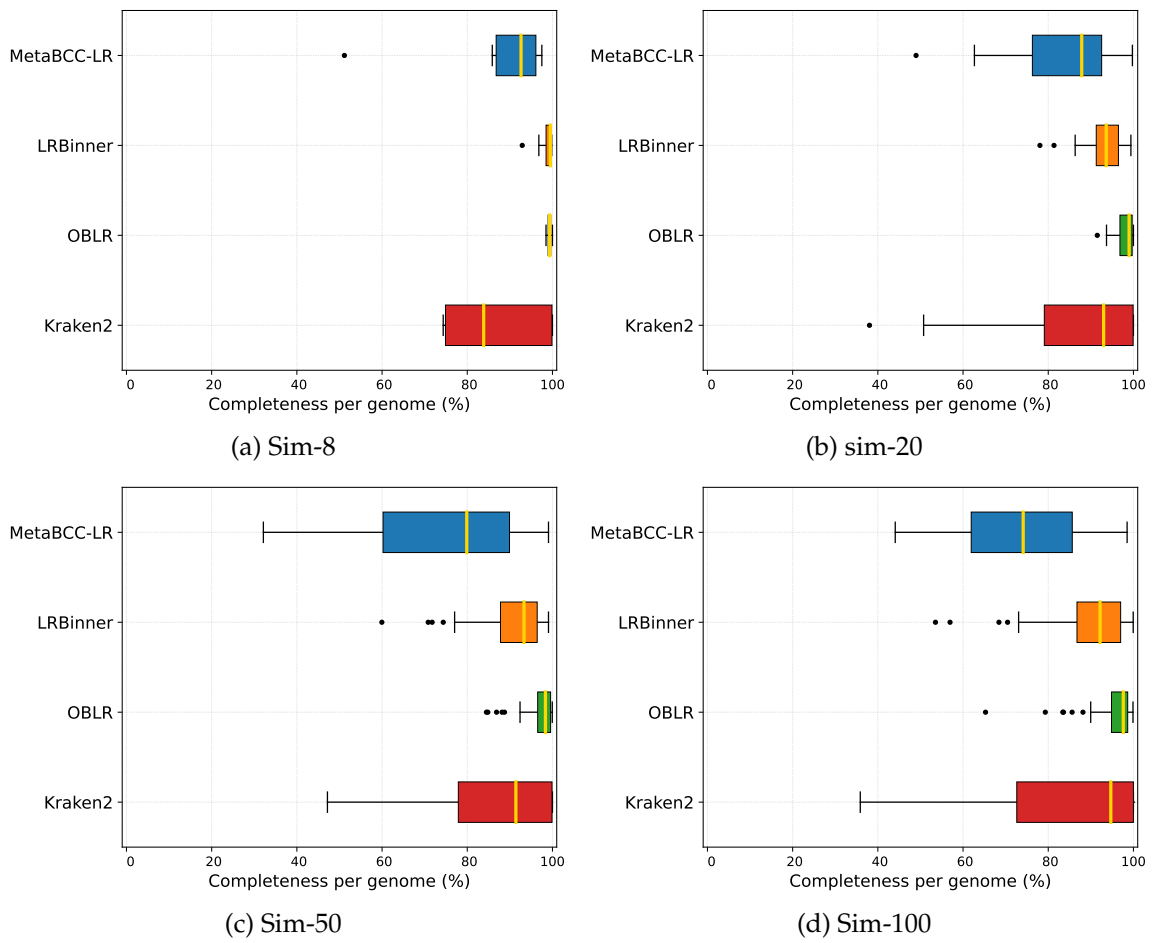 MetaBCC-LR
LRBinner
OBLR
Kraken2
0 20 40 60 80 100
Completeness per genome (%)
(a) Sim-8
MetaBCC-LR
LRBinner
OBLR
Kraken2
0 20 40 60 80 100
Completeness per genome (%)
(b) sim-20
MetaBCC-LR
LRBinner
OBLR
Kraken2
0 20 40 60 80 100
Completeness per genome (%)
(c) Sim-50
MetaBCC-LR
LRBinner
OBLR
Kraken2
0 20 40 60 80 100
Completeness per genome (%)
(d) Sim-100